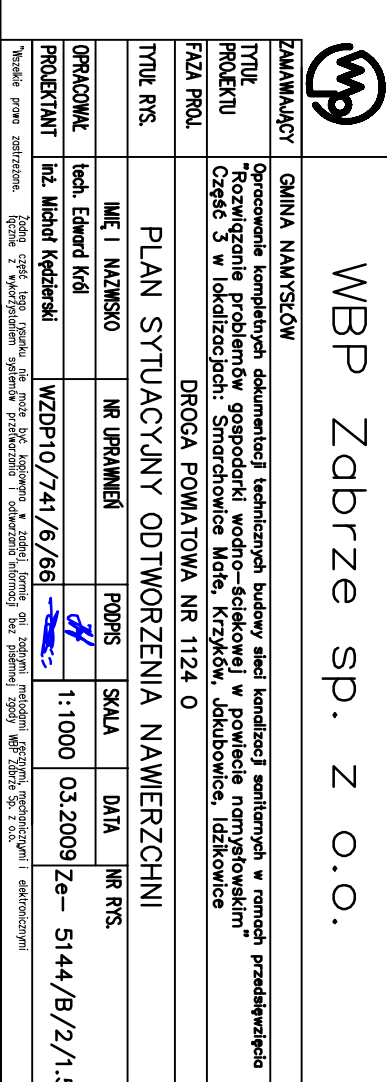 WBP Zabrze sp. z o.o.
ZAMAWIAJĄCY GMINA NAMYSŁÓW
TYTUŁ PROJEKTU Opracowanie kompletnych dokumentacji technicznych budowy sieci kanalizacji sanitarnych w ramach przedsięwzięcia
"Rozwiązanie problemów gospodarki wodno-ściekowej w powiecie namysłowskim"
Część 3 w lokalizacjach: Smarchowice Małe, Krzyków, Jakubowice, Idzikowice
FAZA PROJ. DROGA POWIATOWA NR 1124 O
TYTUŁ RYS. PLAN SYTUACYJNY ODTWORZENIA NAWIERZCHNI
IMIĘ I NAZWISKO NR UPRAWNIEŃ PODPIS SKALA DATA NR RYS.
OPRACOWAŁ tech. Edward Król 1:1000 03.2009 Ze- 5144/B/2/1.5
PROJEKTANT inż. Michał Kędzierski WZDP10/741/6/66
"Wszelkie prawa zastrzeżone. Żadna część tego rysunku nie może być kopiowana w żadnej formie ani żadnymi metodami ręcznymi, mechanicznymi i elektronicznymi
łącznie z wykorzystaniem systemów przetwarzania i odtwarzania informacji bez pisemnej zgody WBP Zabrze Sp. z o.o.